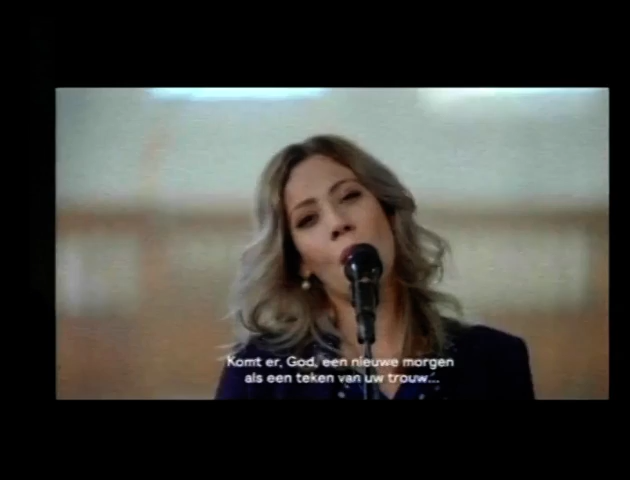 Komt er, God, een nieuwe morgen
als een teken van uw trouw...